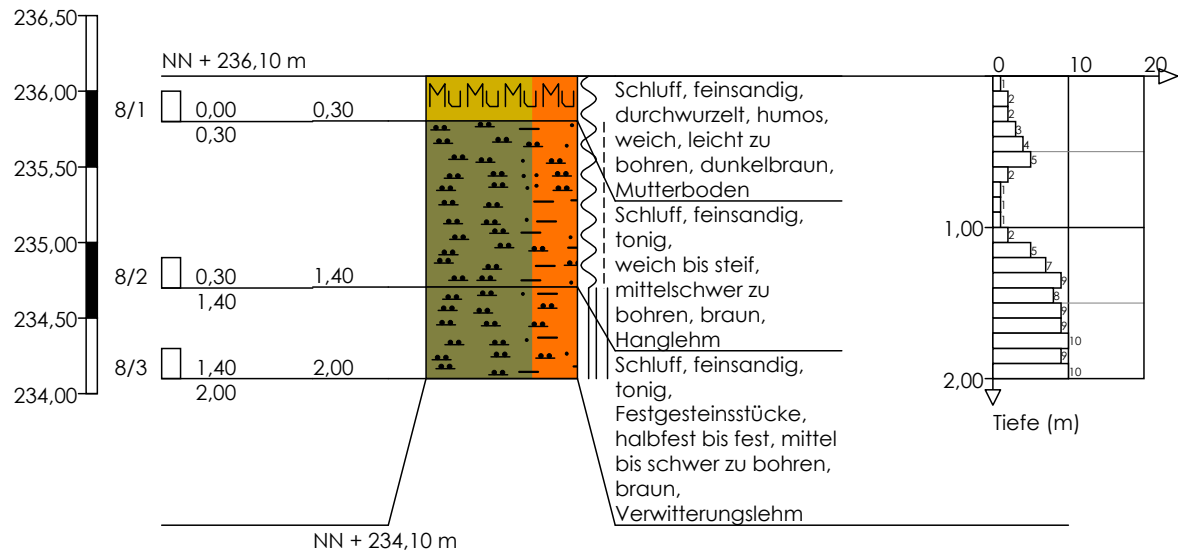 236,50
236,00
235,50
235,00
234,50
234,00
NN + 236,10 m
8/1
0,00 0,30
0,30
8/2
0,30 1,40
1,40
8/3
1,40 2,00
2,00
NN + 234,10 m
Mu Mu Mu Mu
Schluff, feinsandig,
durchwurzelt, humos,
weich, leicht zu
bohren, dunkelbraun,
Mutterboden
Schluff, feinsandig,
tonig,
weich bis steif,
mittelschwer zu
bohren, braun,
Hanglehm
Schluff, feinsandig,
tonig,
Festgesteinsstücke,
halbfest bis fest, mittel
bis schwer zu bohren,
braun,
Verwitterungslehm
0 10 20
1
2
2
3
4
5
2
1
1
1
1,00
2
5
7
9
8
9
9
10
9
10
2,00
Tiefe (m)